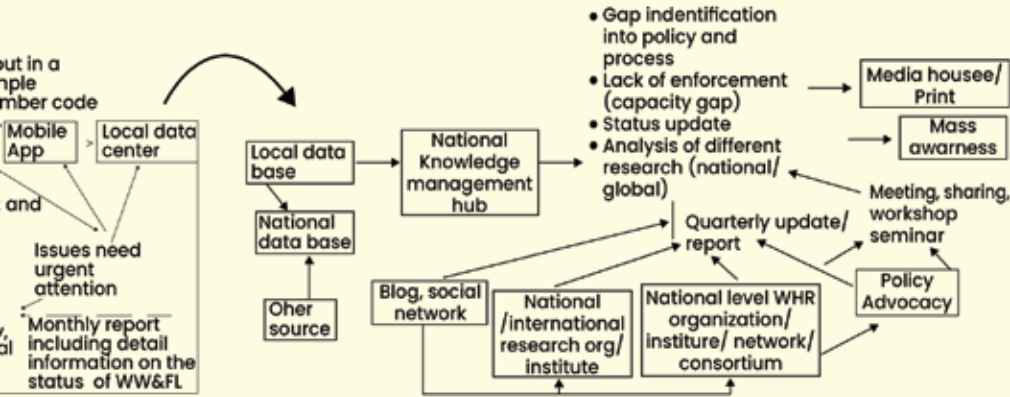 out in a
mple
mber code
Mobile
App
>
Local data
center
and
Issues need
urgent
attention
Monthly report
including detail
information on the
status of WW&FL
Local data
base
National
data base
Oher
source
National
Knowledge
management
hub
• Gap indentification
into policy and
process
• Lack of enforcement
(capacity gap)
• Status update
• Analysis of different
research (national/
global)
Media housee/
Print
Mass
awarness
Meeting, sharing,
workshop
seminar
Quarterly update/
report
Policy
Advocacy
Blog, social
network
National
/international
research org/
institute
National level WHR
organization/
institure/ network/
consortium